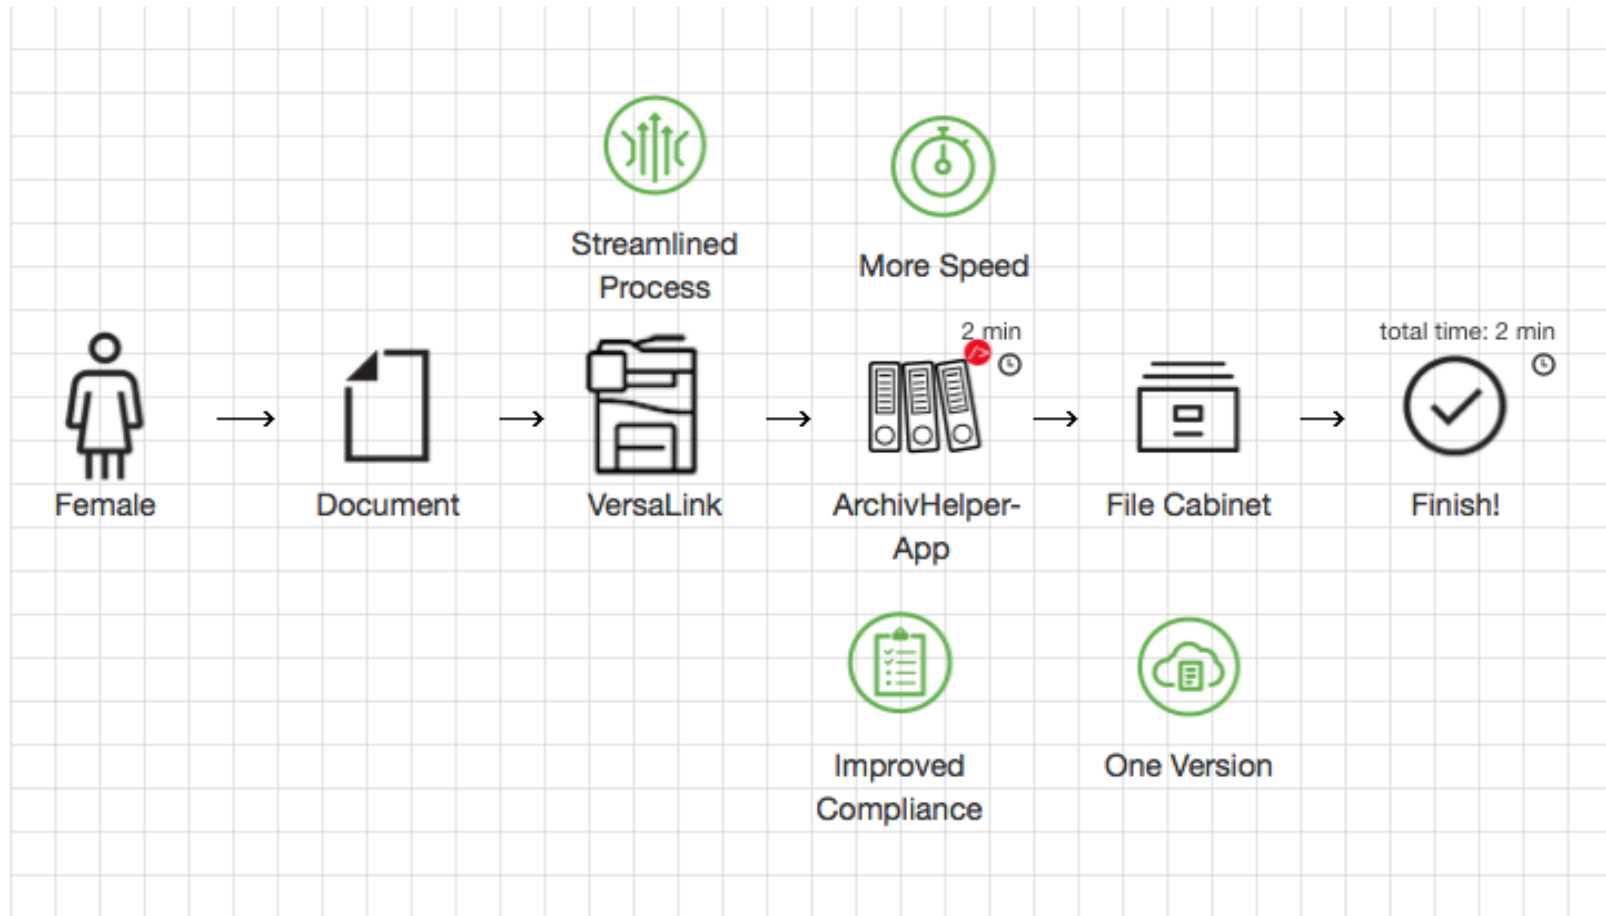 Streamlined
Process
More Speed
2 min
total time: 2 min
Female
Document
VersaLink
ArchivHelper-
App
File Cabinet
Finish!
Improved
Compliance
One Version